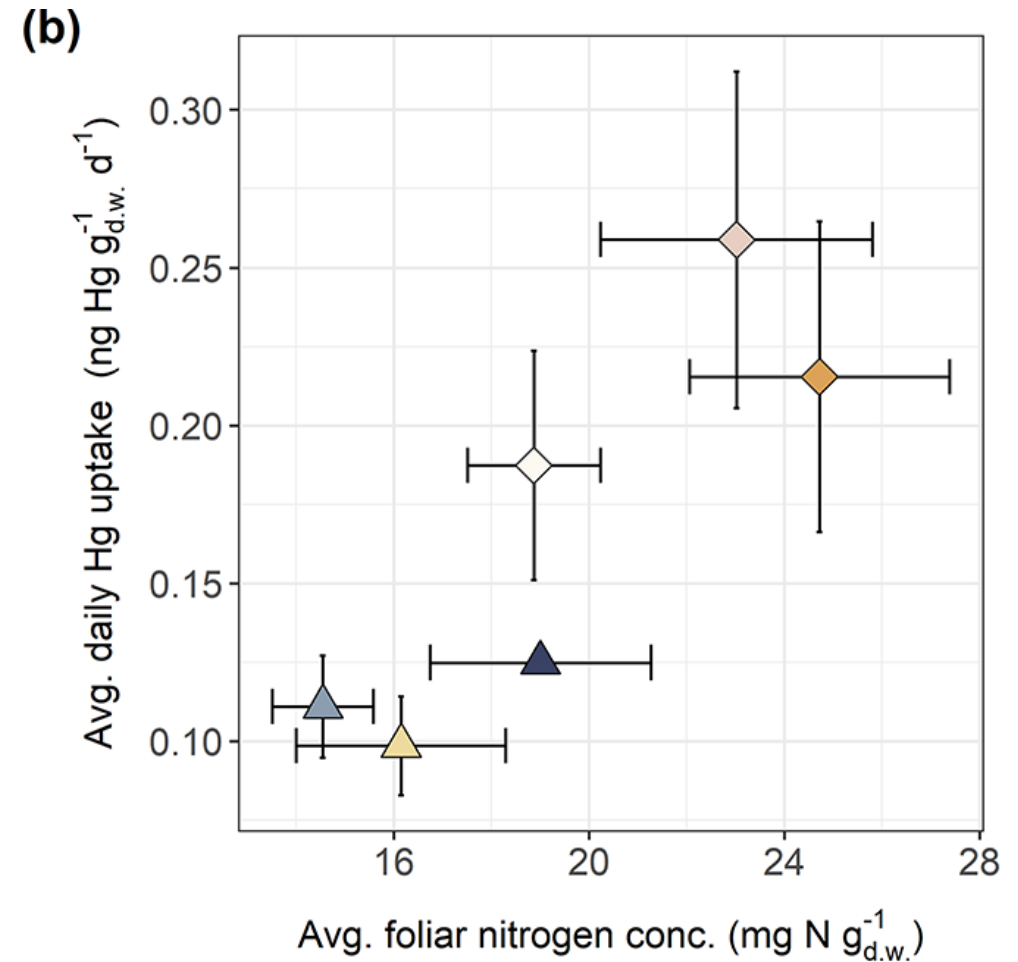 (b)
Avg. daily Hg uptake (ng Hg g⁻¹d.w. d⁻¹)
0.30
0.25
0.20
0.15
0.10
16 20 24 28
Avg. foliar nitrogen conc. (mg N g⁻¹d.w.)